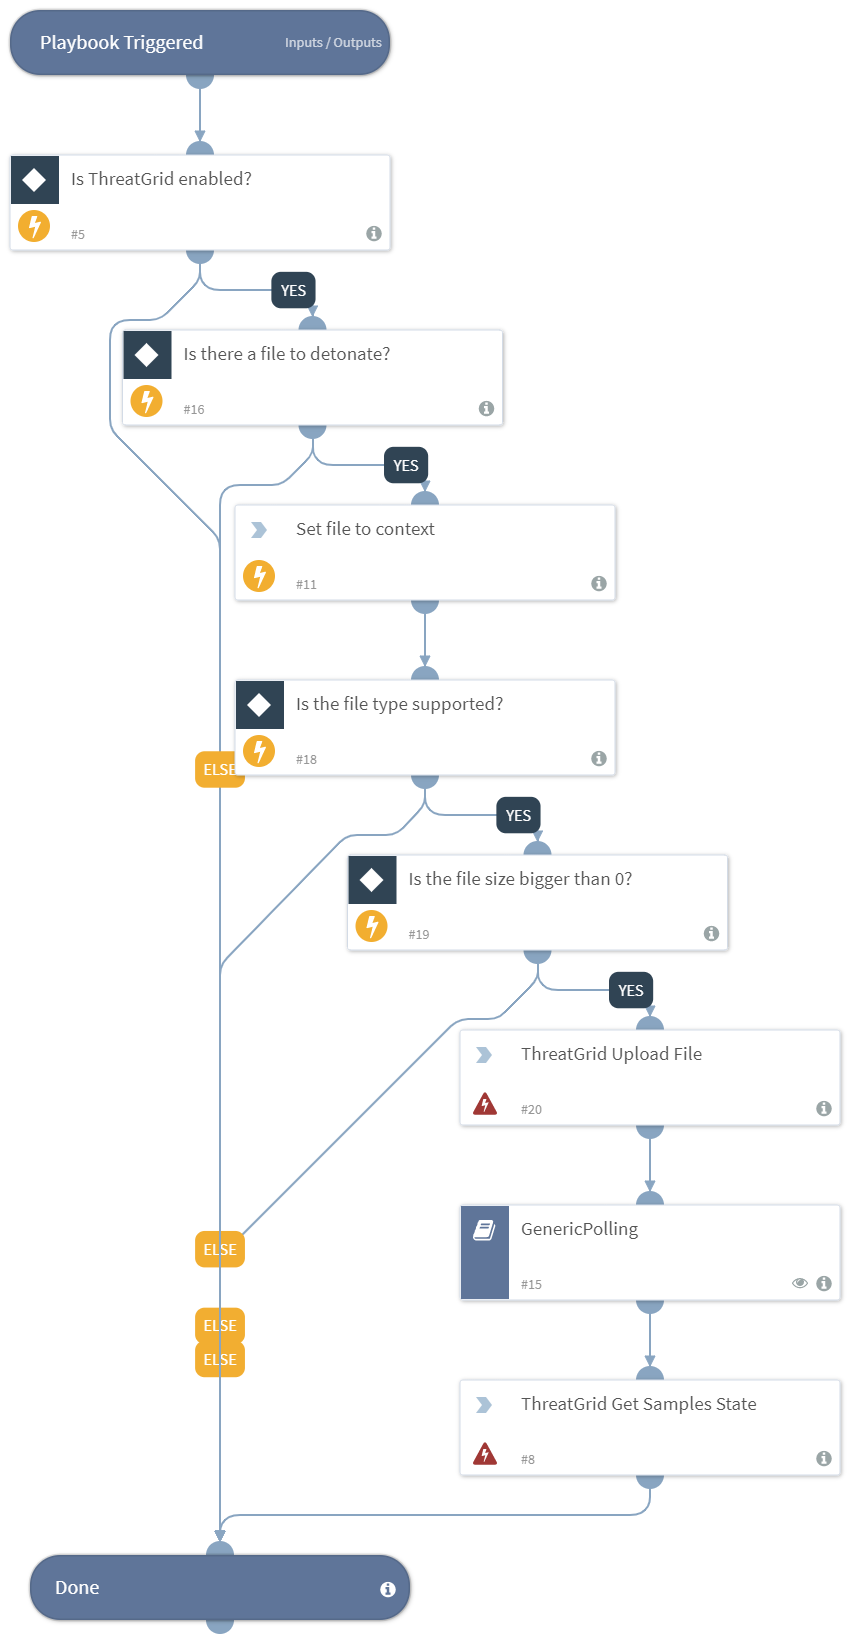 Playbook Triggered
Inputs / Outputs
Is ThreatGrid enabled?
#5
YES
Is there a file to detonate?
#16
YES
Set file to context
#11
Is the file type supported?
#18
ELSE
YES
Is the file size bigger than 0?
#19
YES
ThreatGrid Upload File
#20
GenericPolling
ELSE
#15
ELSE
ELSE
ThreatGrid Get Samples State
#8
Done